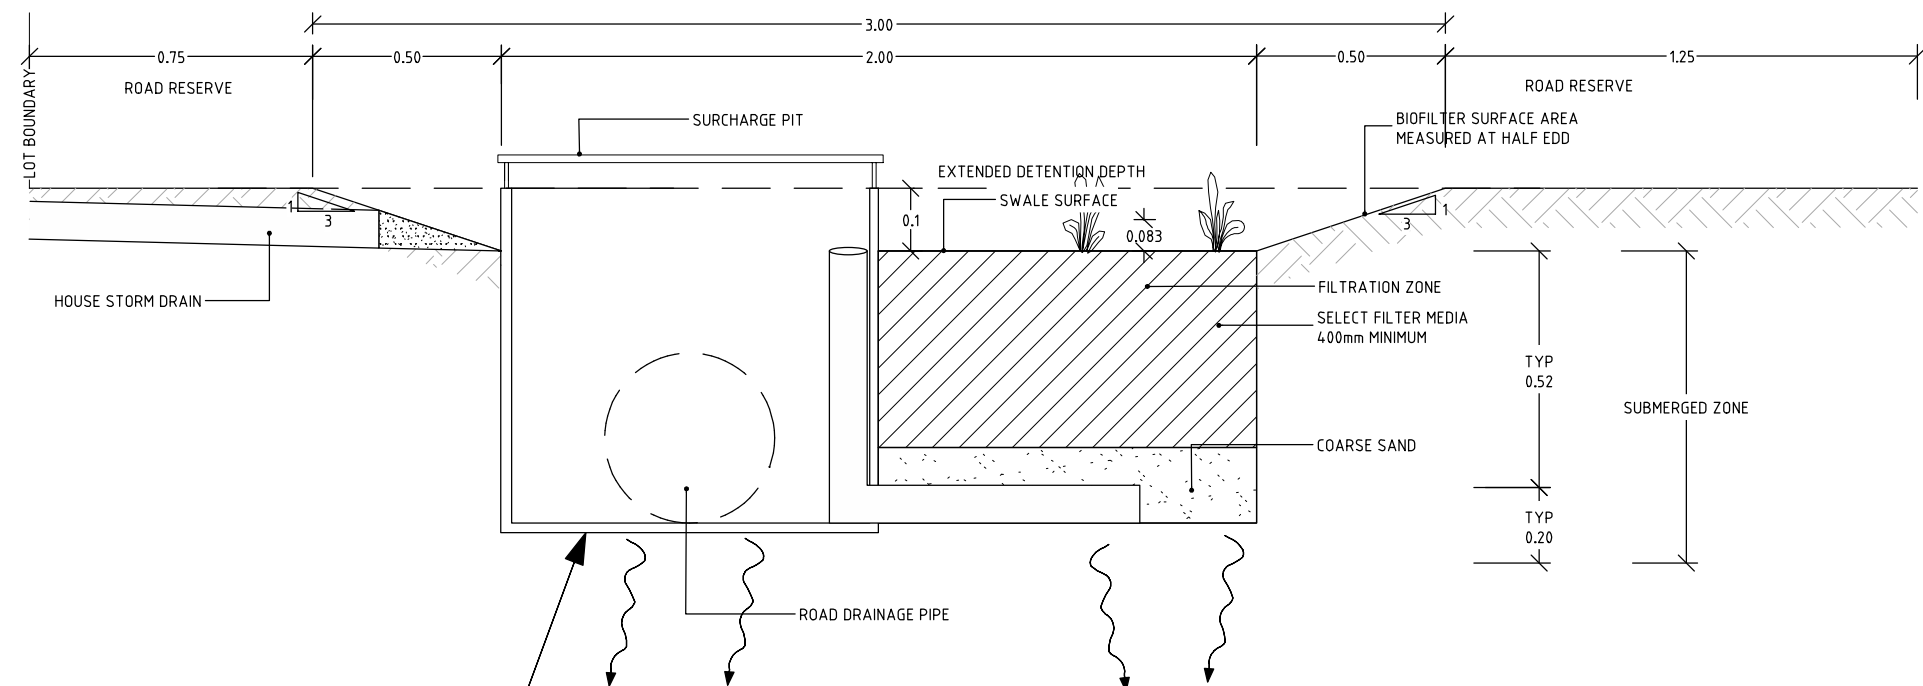 3.00
0.75
0.50
2.00
0.50
1.25
ROAD RESERVE
ROAD RESERVE
LOT BOUNDARY
SURCHARGE PIT
BIOFILTER SURFACE AREA
MEASURED AT HALF EDD
EXTENDED DETENTION DEPTH
SWALE SURFACE
1
3
0.1
0.083
1
3
HOUSE STORM DRAIN
FILTRATION ZONE
SELECT FILTER MEDIA
400mm MINIMUM
TYP
0.52
SUBMERGED ZONE
COARSE SAND
TYP
0.20
ROAD DRAINAGE PIPE